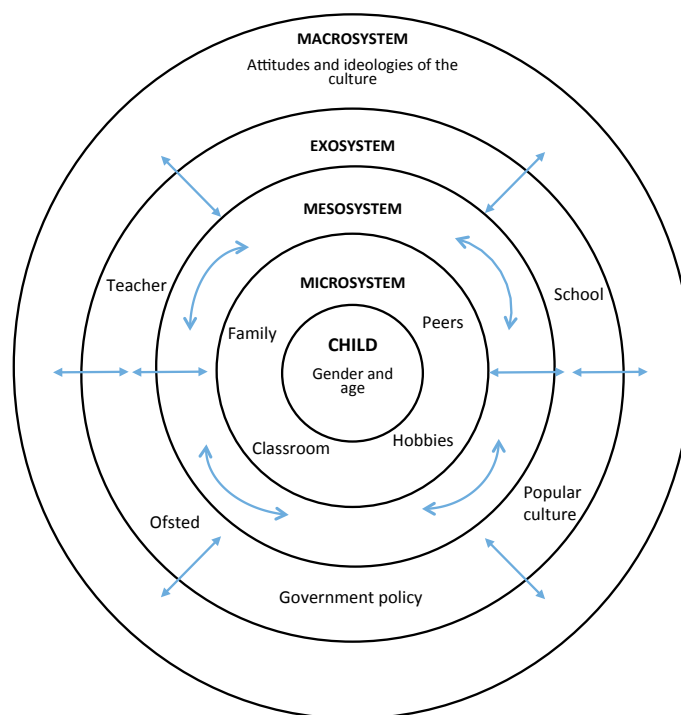 MACROSYSTEM
Attitudes and ideologies of the
culture
EXOSYSTEM
MESOSYSTEM
MICROSYSTEM
Teacher
School
Family
Peers
CHILD
Gender and
age
Classroom
Hobbies
Ofsted
Popular
culture
Government policy